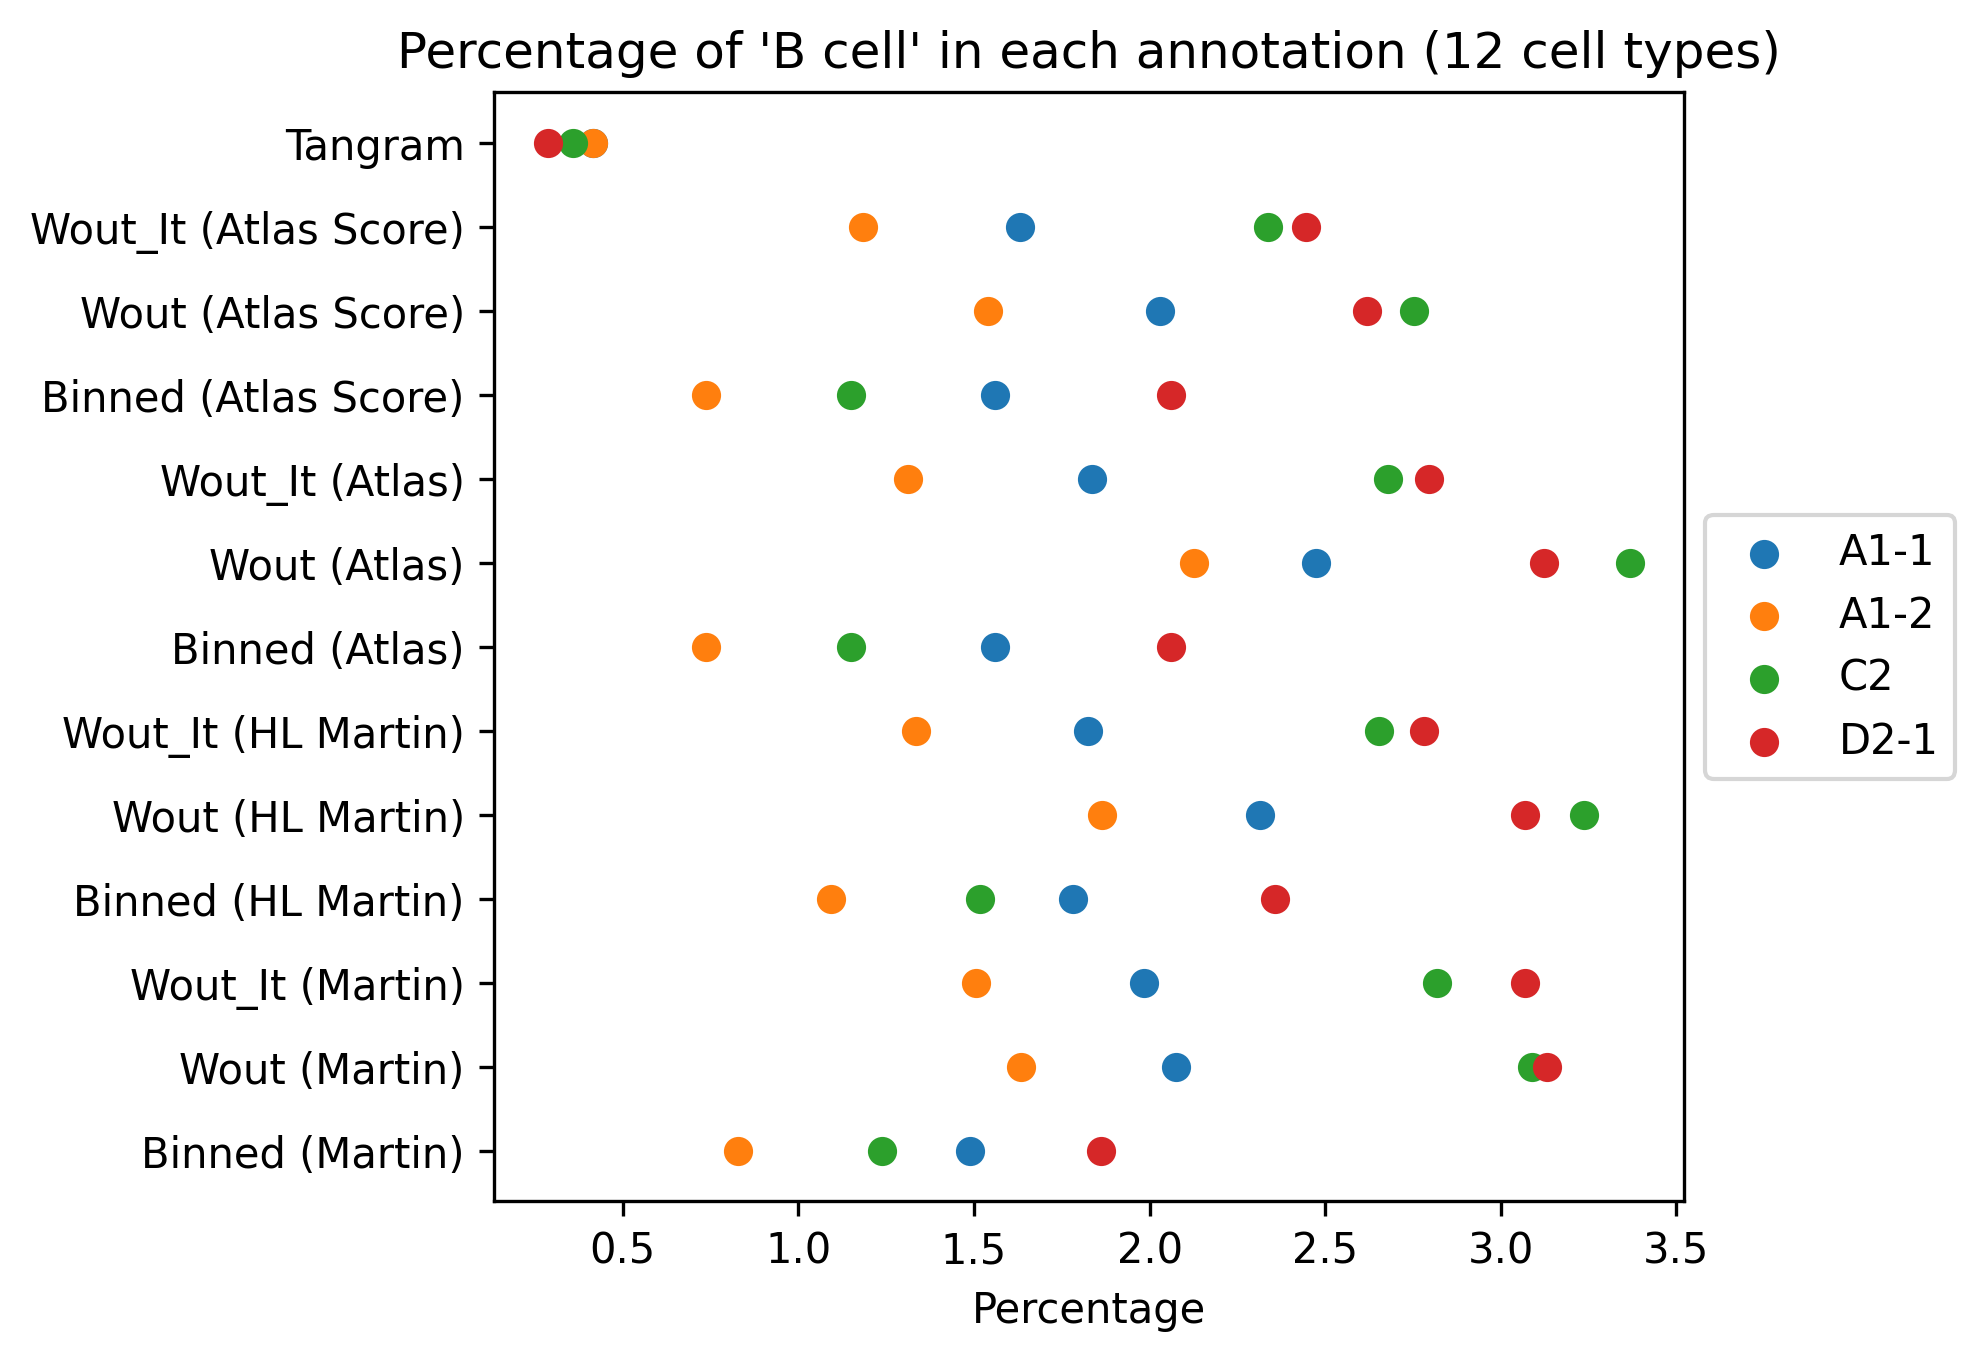 Percentage of 'B cell' in each annotation (12 cell types)
Tangram
Wout_It (Atlas Score)
Wout (Atlas Score)
Binned (Atlas Score)
Wout_It (Atlas)
Wout (Atlas)
Binned (Atlas)
Wout_It (HL Martin)
Wout (HL Martin)
Binned (HL Martin)
Wout_It (Martin)
Wout (Martin)
Binned (Martin)
0.5 1.0 1.5 2.0 2.5 3.0 3.5
Percentage
A1-1
A1-2
C2
D2-1